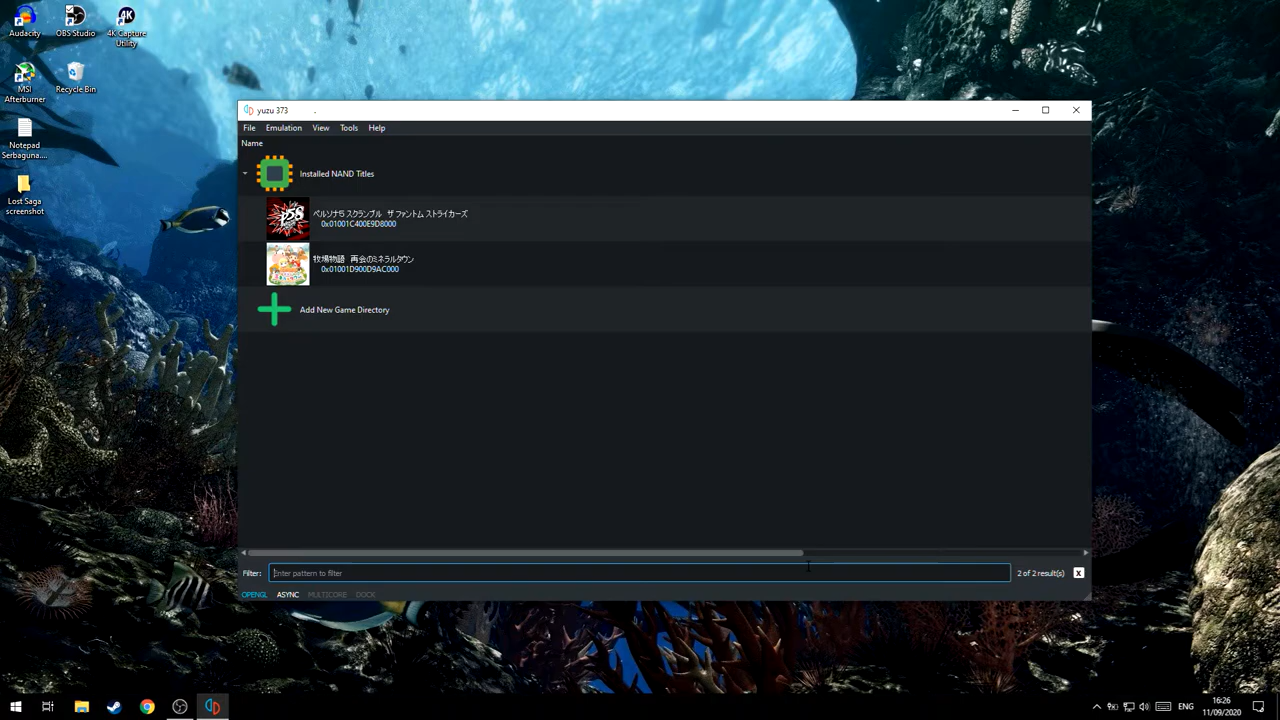 Audacity
OBS Studio
4K Capture
Utility
MSI
Afterburner
Recycle Bin
Notepad
Serbaguna....
Lost Saga
screenshot
yuzu 373
File
Emulation
View
Tools
Help
Name
Installed NAND Titles
ペルソナ5 スクランブル ザ ファントム ストライカーズ
0x01001C400E9D8000
牧場物語 再会のミネラルタウン
0x01001D900D9AC000
Add New Game Directory
Filter:
Enter pattern to filter
2 of 2 result(s)
X
OPENGL
ASYNC
MULTICORE
DOCK
ENG
16:26
11/09/2020